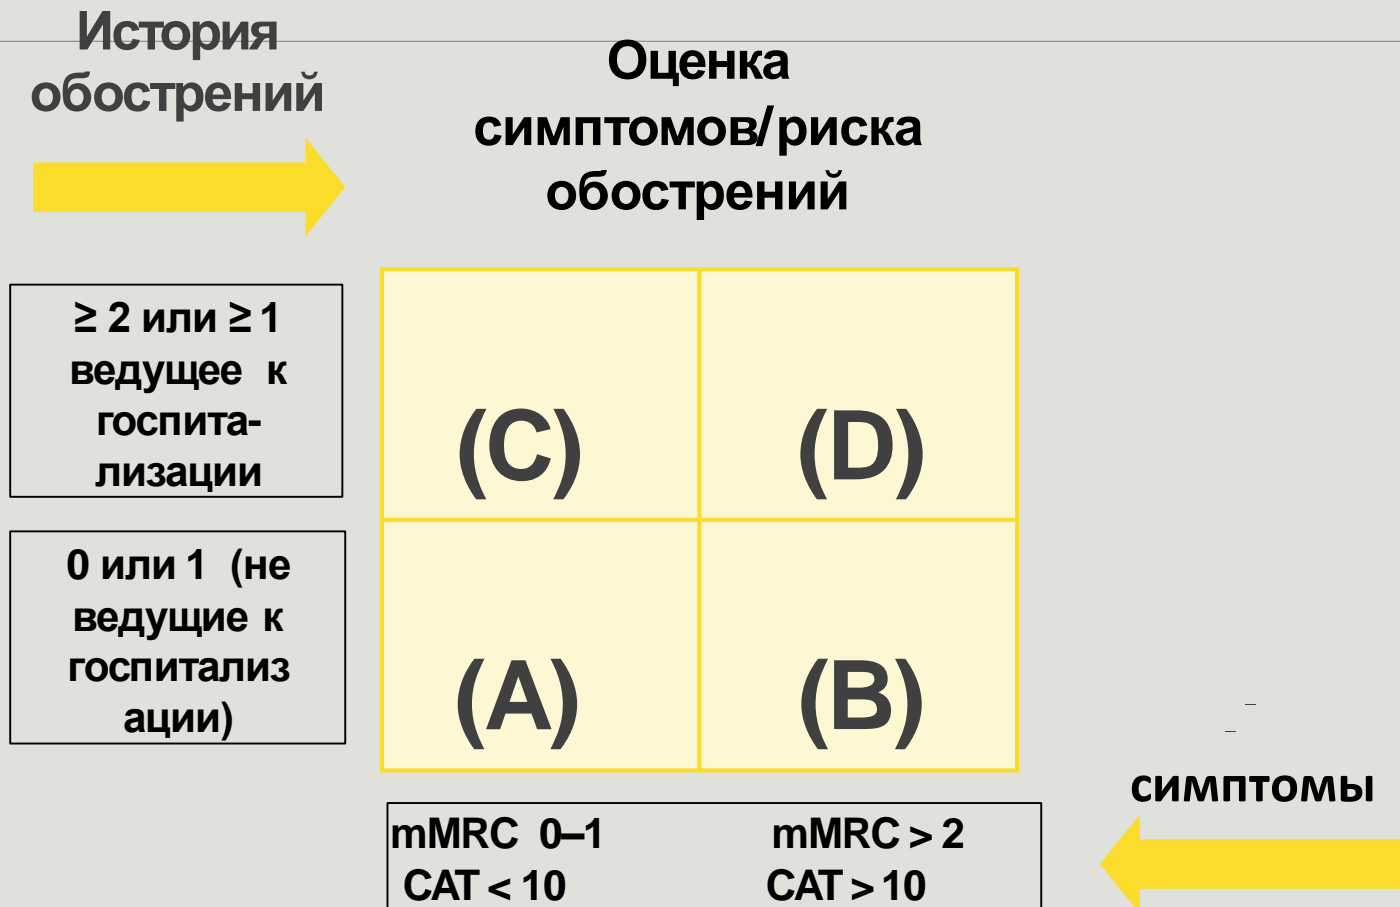 История
обострений
Оценка
симптомов/риска
обострений
≥ 2 или ≥ 1
ведущее к
госпита-
лизации
(C)
(D)
0 или 1 (не
ведущие к
госпитализ
ации)
(A)
(B)
симптомы
mMRC 0–1
mMRC > 2
CAT < 10
CAT > 10